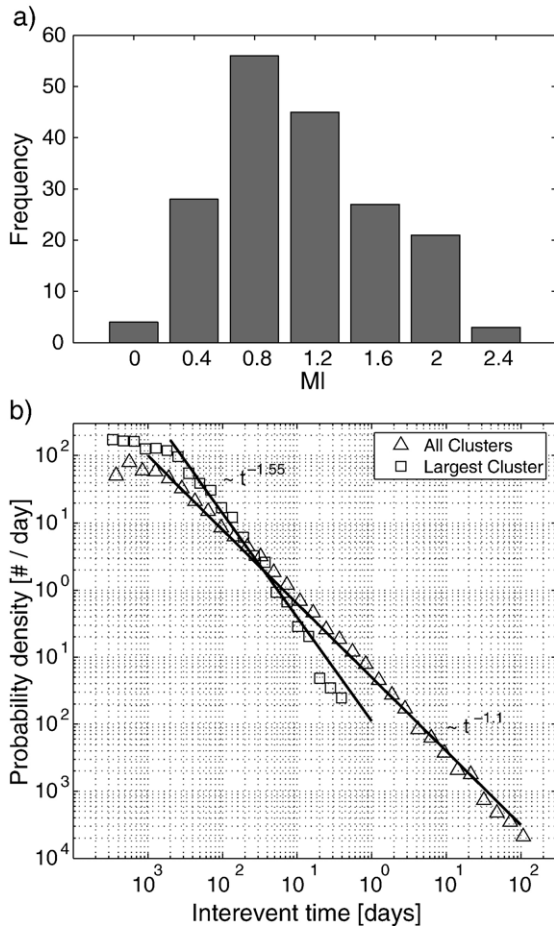 a)
60
50
40
30
20
10
0
Frequency
0 0.4 0.8 1.2 1.6 2 2.4
Ml
b)
10^2
10^1
10^0
10^1
10^2
10^3
10^4
Probability density [# / day]
△ All Clusters
□ Largest Cluster
~ t^-1.55
~ t^-1.1
10^3 10^2 10^1 10^0 10^1 10^2
Interevent time [days]